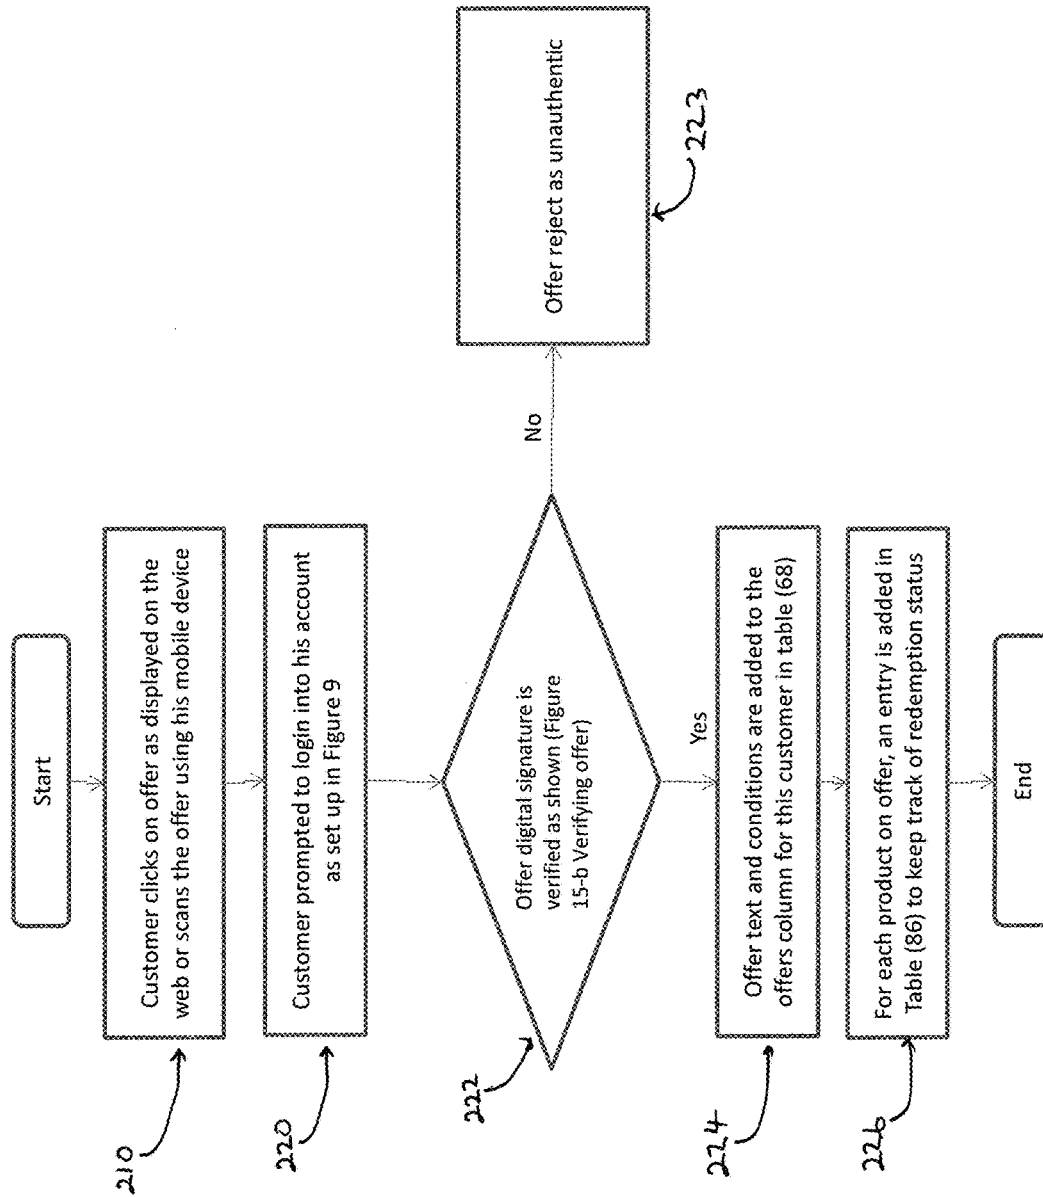 Start
210
Customer clicks on offer as displayed on the
web or scans the offer using his mobile device
220
Customer prompted to login into his account
as set up in Figure 9
222
Offer digital signature is
verified as shown (Figure
15-b Verifying offer)
No
Offer reject as unauthentic
223
Yes
224
Offer text and conditions are added to the
offers column for this customer in table (68)
226
For each product on offer, an entry is added in
Table (86) to keep track of redemption status
End